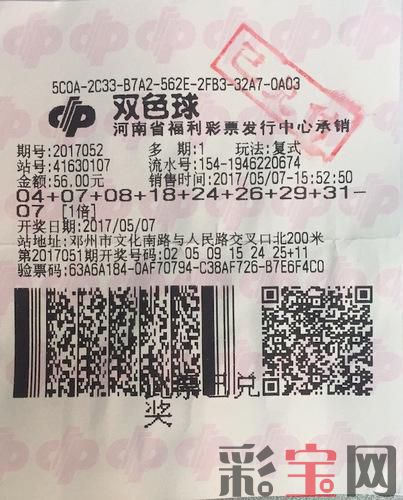 5C0A-2C33-B7A2-562E-2FB3-32A7-0A03
双色球
河南省福利彩票发行中心承销
期号:2017052 多 期:1 玩法:复式
站号:41630107 流水号:154-1946220674
金额:56.00元 销售时间:2017/05/07-15:52:50
04+07+08+18+24+26+29+31-
07 [1倍]
开奖日期:2017/05/07
站地址:邓州市文化南路与人民路交叉口北200米
第2017051期开奖号码:02 05 09 15 24 25+11
验票码:63A6A184-0AF70794-C38AF726-B7E6F4C0
此票已兑
奖
彩宝网